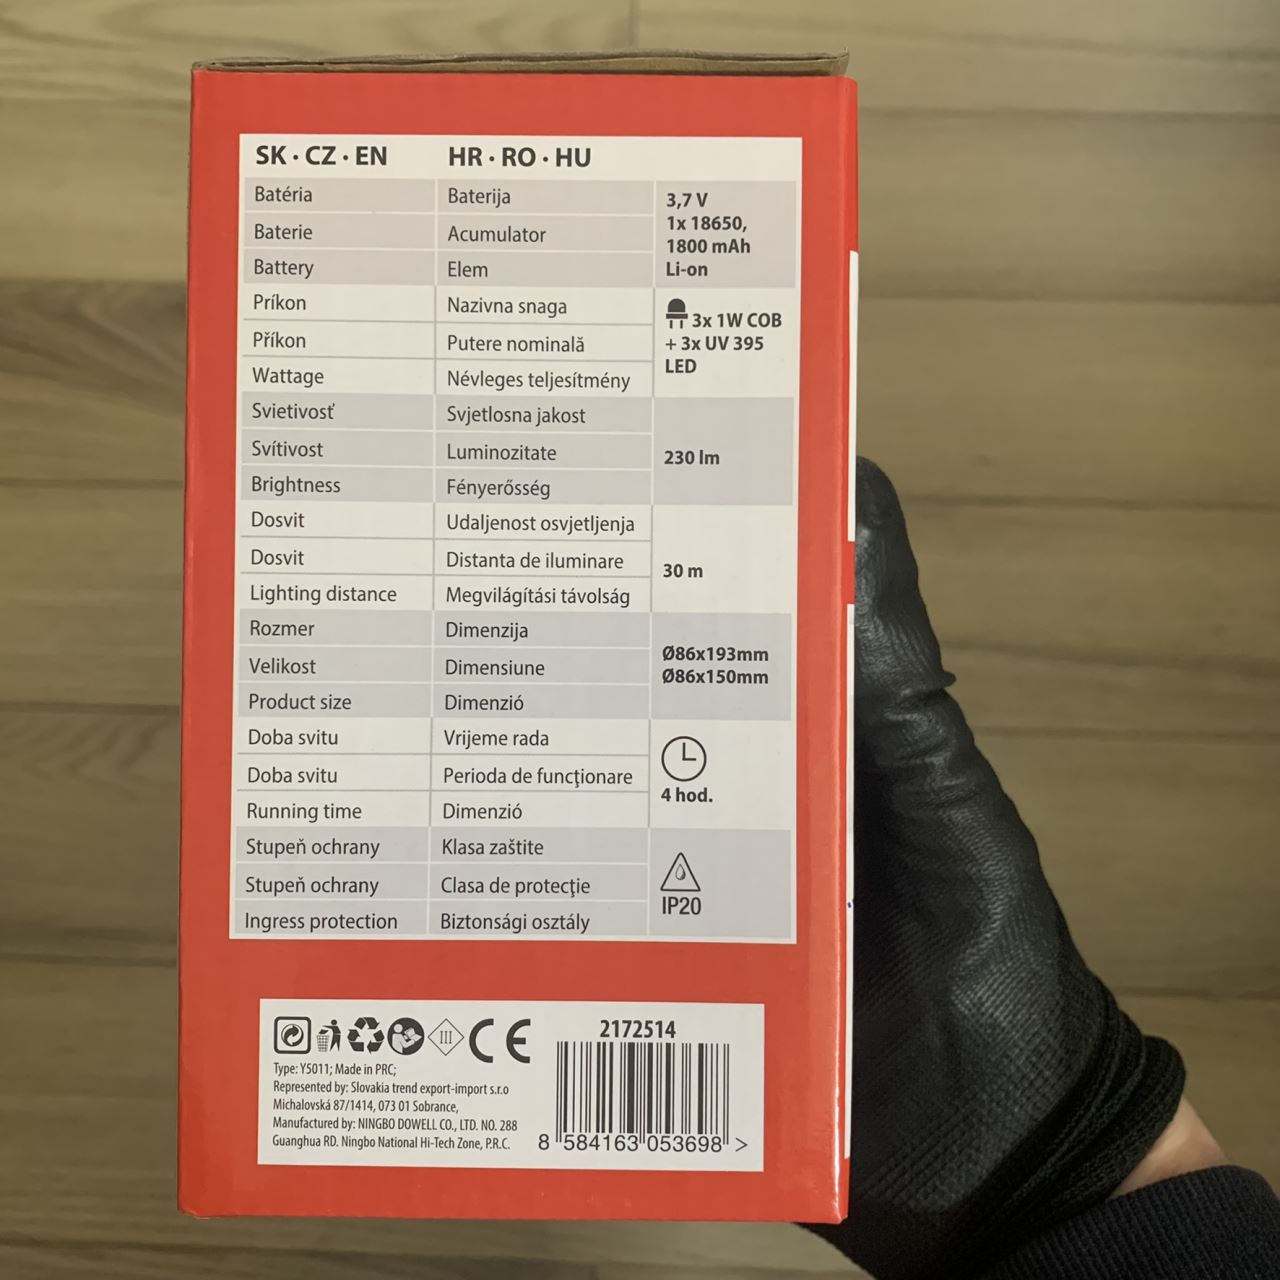 SK · CZ · EN HR · RO · HU
Batéria Baterija
Baterie Acumulator
Battery Elem
3,7 V
1x 18650,
1800 mAh
Li-on
Príkon Nazivna snaga
Příkon Putere nominală
Wattage Névleges teljesítmény
3x 1W COB
+ 3x UV 395
LED
Svietivosť Svjetlosna jakost
Svítivost Luminozitate
Brightness Fényerősség
230 lm
Dosvit Udaljenost osvjetljenja
Dosvit Distanta de iluminare
Lighting distance Megvilágítási távolság
30 m
Rozmer Dimenzija
Velikost Dimensiune
Product size Dimenzió
Ø86x193mm
Ø86x150mm
Doba svitu Vrijeme rada
Doba svitu Perioda de funcţionare
Running time Dimenzió
4 hod.
Stupeň ochrany Klasa zaštite
Stupeň ochrany Clasa de protecţie
Ingress protection Biztonsági osztály
IP20
III CE
Type: Y5011; Made in PRC;
Represented by: Slovakia trend export-import s.r.o
Michalovská 87/1414, 073 01 Sobrance,
Manufactured by: NINGBO DOWELL CO., LTD. NO. 288
Guanghua RD. Ningbo National Hi-Tech Zone, P.R.C.
2172514
8 584163 053698 >